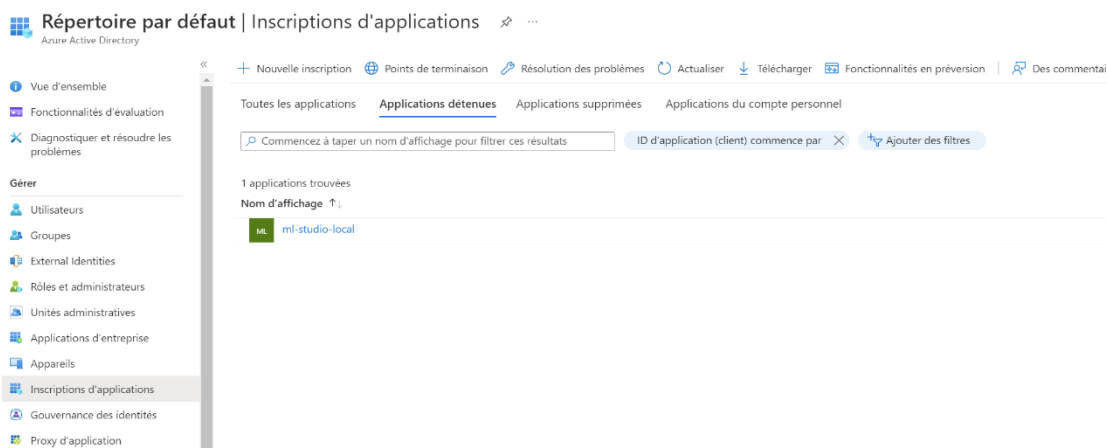 Répertoire par défaut | Inscriptions d'applications
Azure Active Directory
Vue d'ensemble
Fonctionnalités d'évaluation
Diagnostiquer et résoudre les
problèmes
Gérer
Utilisateurs
Groupes
External Identities
Rôles et administrateurs
Unités administratives
Applications d'entreprise
Appareils
Inscriptions d'applications
Gouvernance des identités
Proxy d'application
Nouvelle inscription Points de terminaison Résolution des problèmes Actualiser Télécharger Fonctionnalités en préversion Des commentai
Toutes les applications Applications détenues Applications supprimées Applications du compte personnel
Commencez à taper un nom d'affichage pour filtrer ces résultats ID d'application (client) commence par Ajouter des filtres
1 applications trouvées
Nom d'affichage
ML ml-studio-local